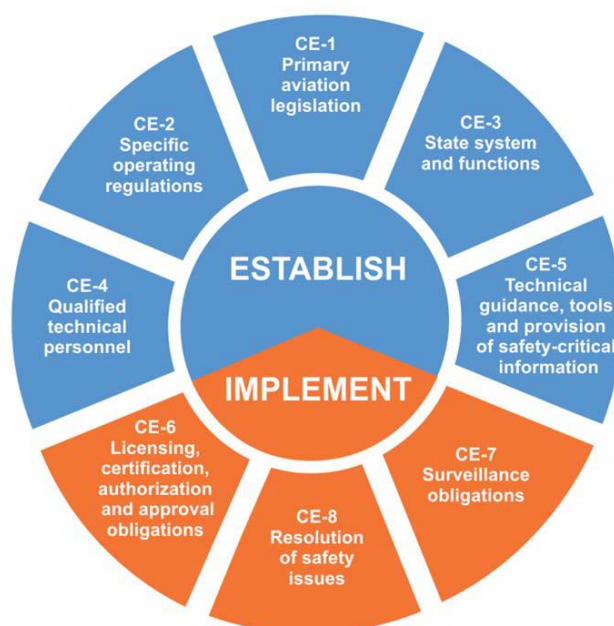 CE-1
Primary
aviation
legislation
CE-2
Specific
operating
regulations
CE-3
State system
and functions
CE-4
Qualified
technical
personnel
ESTABLISH
CE-5
Technical
guidance, tools
and provision
of safety-critical
information
IMPLEMENT
CE-6
Licensing,
certification,
authorization
and approval
obligations
CE-7
Surveillance
obligations
CE-8
Resolution
of safety
issues